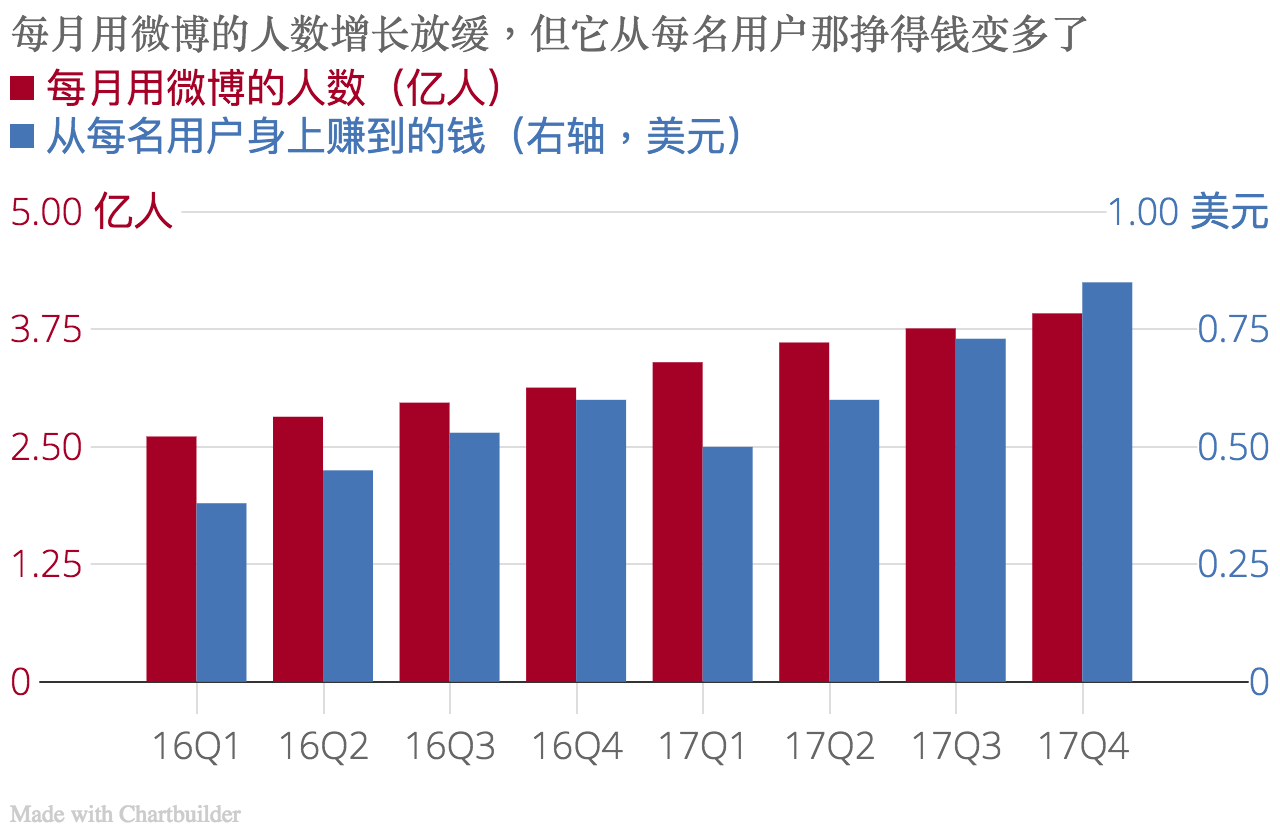 每月用微博的人数增长放缓，但它从每名用户那挣得钱变多了
每月用微博的人数（亿人）
从每名用户身上赚到的钱（右轴，美元）
5.00 亿人 1.00 美元
3.75 0.75
2.50 0.50
1.25 0.25
0 0
16Q1 16Q2 16Q3 16Q4 17Q1 17Q2 17Q3 17Q4
Made with Chartbuilder